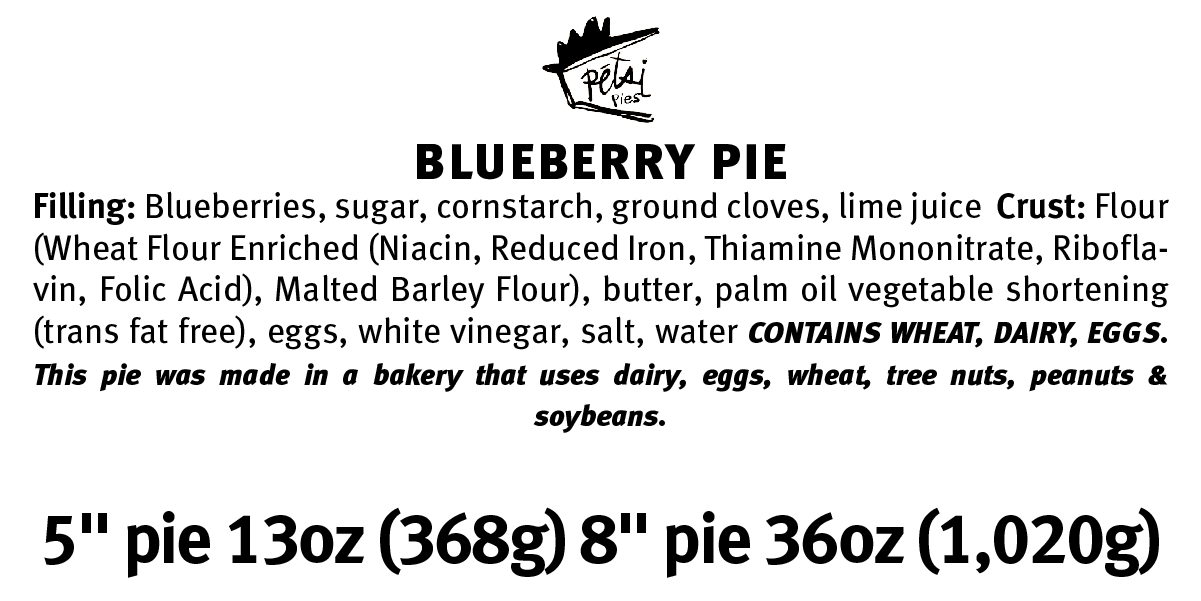 pétsi
pies
BLUEBERRY PIE
Filling: Blueberries, sugar, cornstarch, ground cloves, lime juice Crust: Flour
(Wheat Flour Enriched (Niacin, Reduced Iron, Thiamine Mononitrate, Ribofla-
vin, Folic Acid), Malted Barley Flour), butter, palm oil vegetable shortening
(trans fat free), eggs, white vinegar, salt, water CONTAINS WHEAT, DAIRY, EGGS.
This pie was made in a bakery that uses dairy, eggs, wheat, tree nuts, peanuts &
soybeans.
5" pie 13oz (368g) 8" pie 36oz (1,020g)